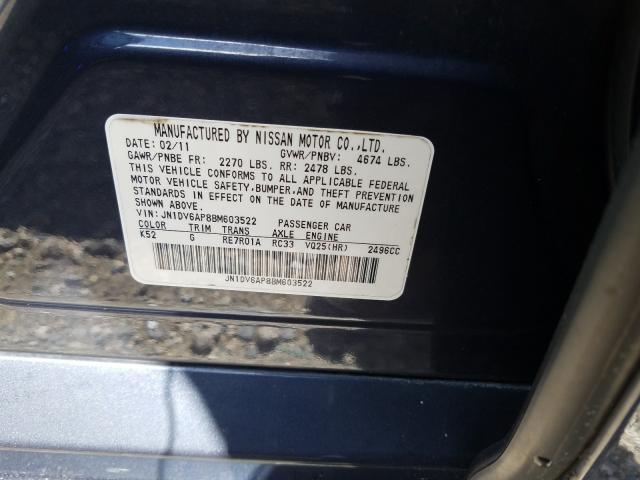 MANUFACTURED BY NISSAN MOTOR CO.,LTD.
DATE: 02/11 GVWR/PNBV: 4674 LBS.
GAWR/PNBE FR: 2270 LBS. RR: 2478 LBS.
THIS VEHICLE CONFORMS TO ALL APPLICABLE FEDERAL
MOTOR VEHICLE SAFETY,BUMPER,AND THEFT PREVENTION
STANDARDS IN EFFECT ON THE DATE OF MANUFACTURE
SHOWN ABOVE.
VIN: JN1DV6AP8BM603522 PASSENGER CAR
COLOR TRIM TRANS AXLE ENGINE
K52 G RE7R01A RC33 VQ25(HR) 2496CC
JN1DV6AP8BM603522